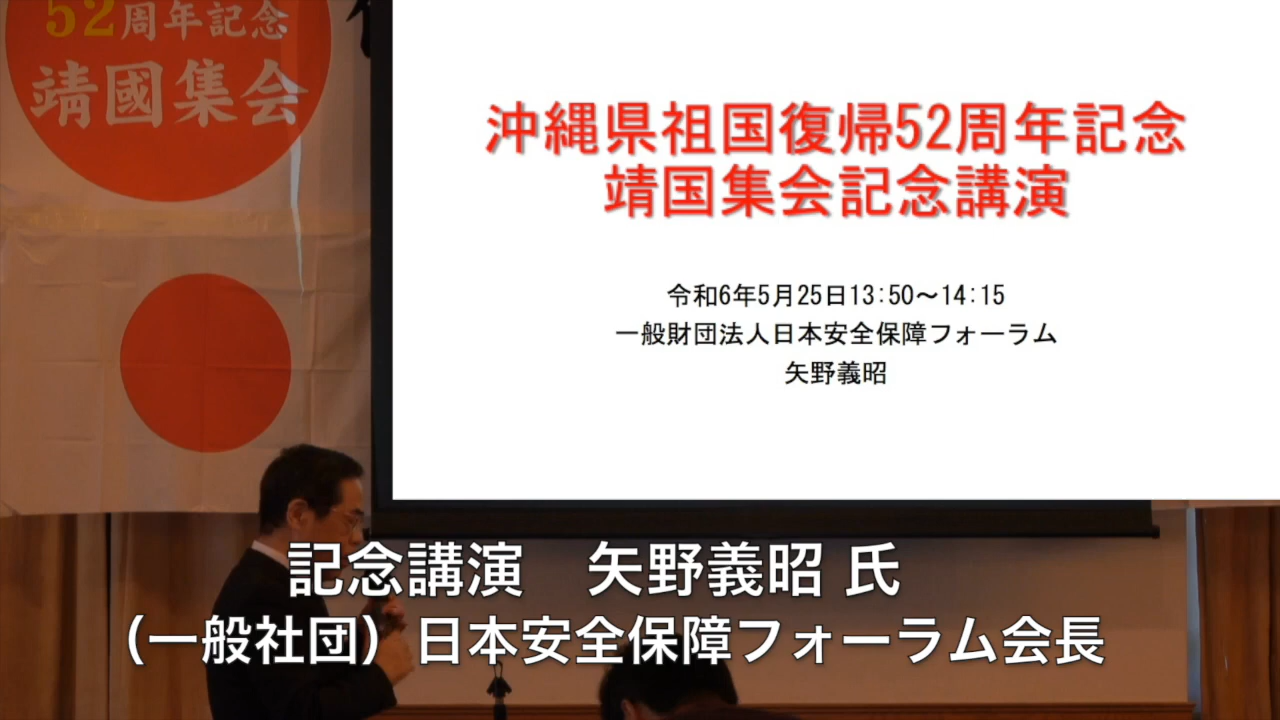 52周年記念
靖國集会
沖縄県祖国復帰52周年記念
靖国集会記念講演
令和6年5月25日13:50～14:15
一般財団法人日本安全保障フォーラム
矢野義昭
記念講演　矢野義昭 氏
（一般社団）日本安全保障フォーラム会長